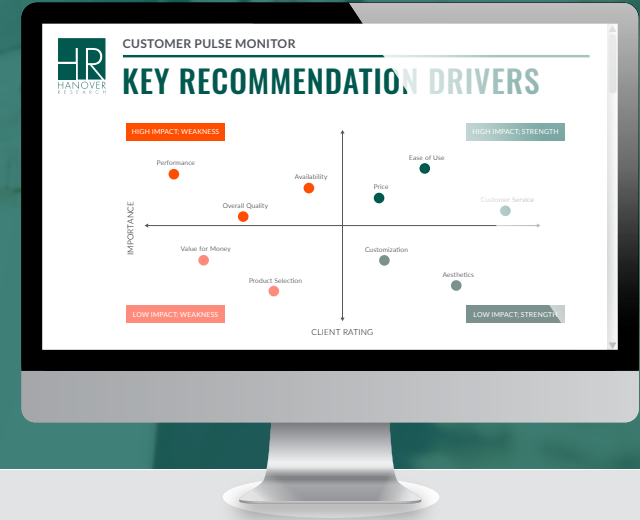 CUSTOMER PULSE MONITOR
HR
HANOVER
RESEARCH
KEY RECOMMENDATION DRIVERS
HIGH IMPACT; WEAKNESS
HIGH IMPACT; STRENGTH
Performance
Ease of Use
Availability
Price
Customer Service
Overall Quality
IMPORTANCE
Value for Money
Customization
Product Selection
Aesthetics
LOW IMPACT; WEAKNESS
LOW IMPACT; STRENGTH
CLIENT RATING